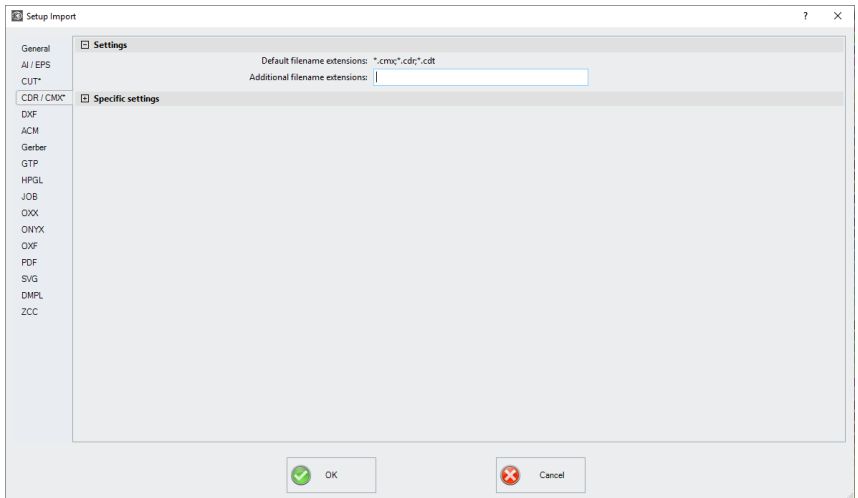 Setup Import
?
General
AI / EPS
CUT*
CDR / CMX*
DXF
ACM
Gerber
GTP
HPGL
JOB
OXX
ONYX
OXF
PDF
SVG
DMPL
ZCC
Settings
Default filename extensions: *.cmx;*.cdr;*.cdt
Additional filename extensions:
Specific settings
OK
Cancel